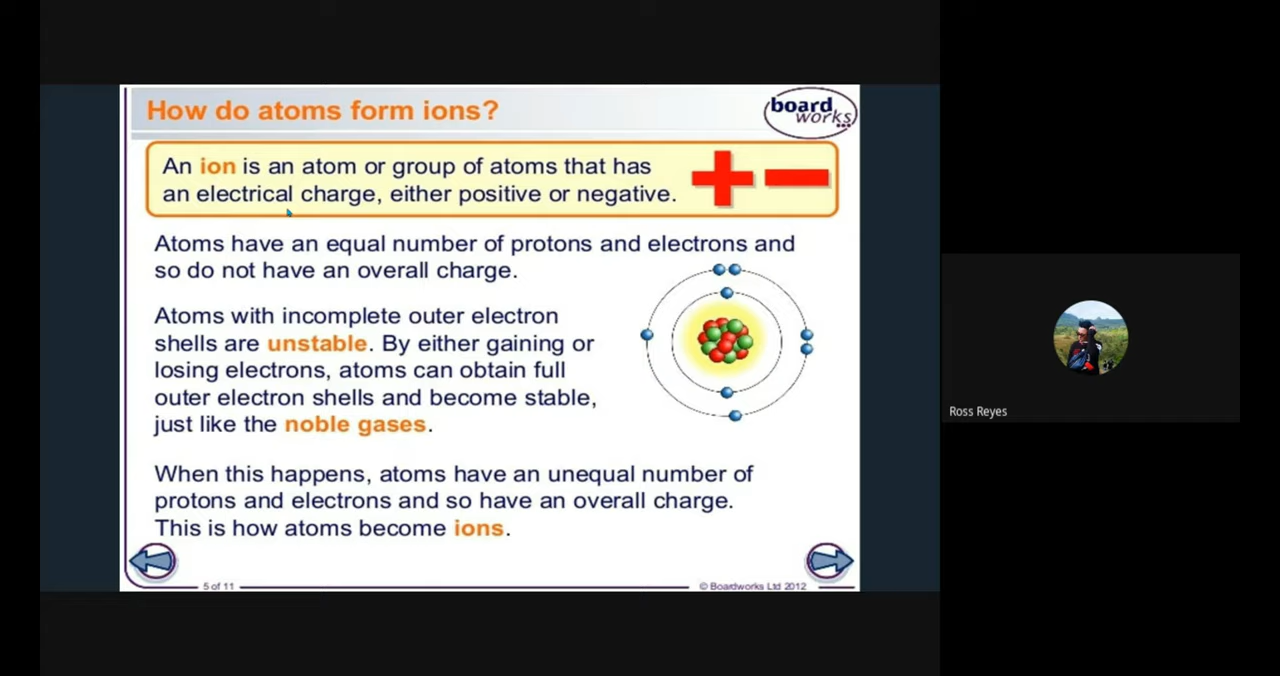 How do atoms form ions?
board
works
An ion is an atom or group of atoms that has
an electrical charge, either positive or negative.
Atoms have an equal number of protons and electrons and
so do not have an overall charge.
Atoms with incomplete outer electron
shells are unstable. By either gaining or
losing electrons, atoms can obtain full
outer electron shells and become stable,
just like the noble gases.
When this happens, atoms have an unequal number of
protons and electrons and so have an overall charge.
This is how atoms become ions.
5 of 11
© Boardworks Ltd 2012
Ross Reyes